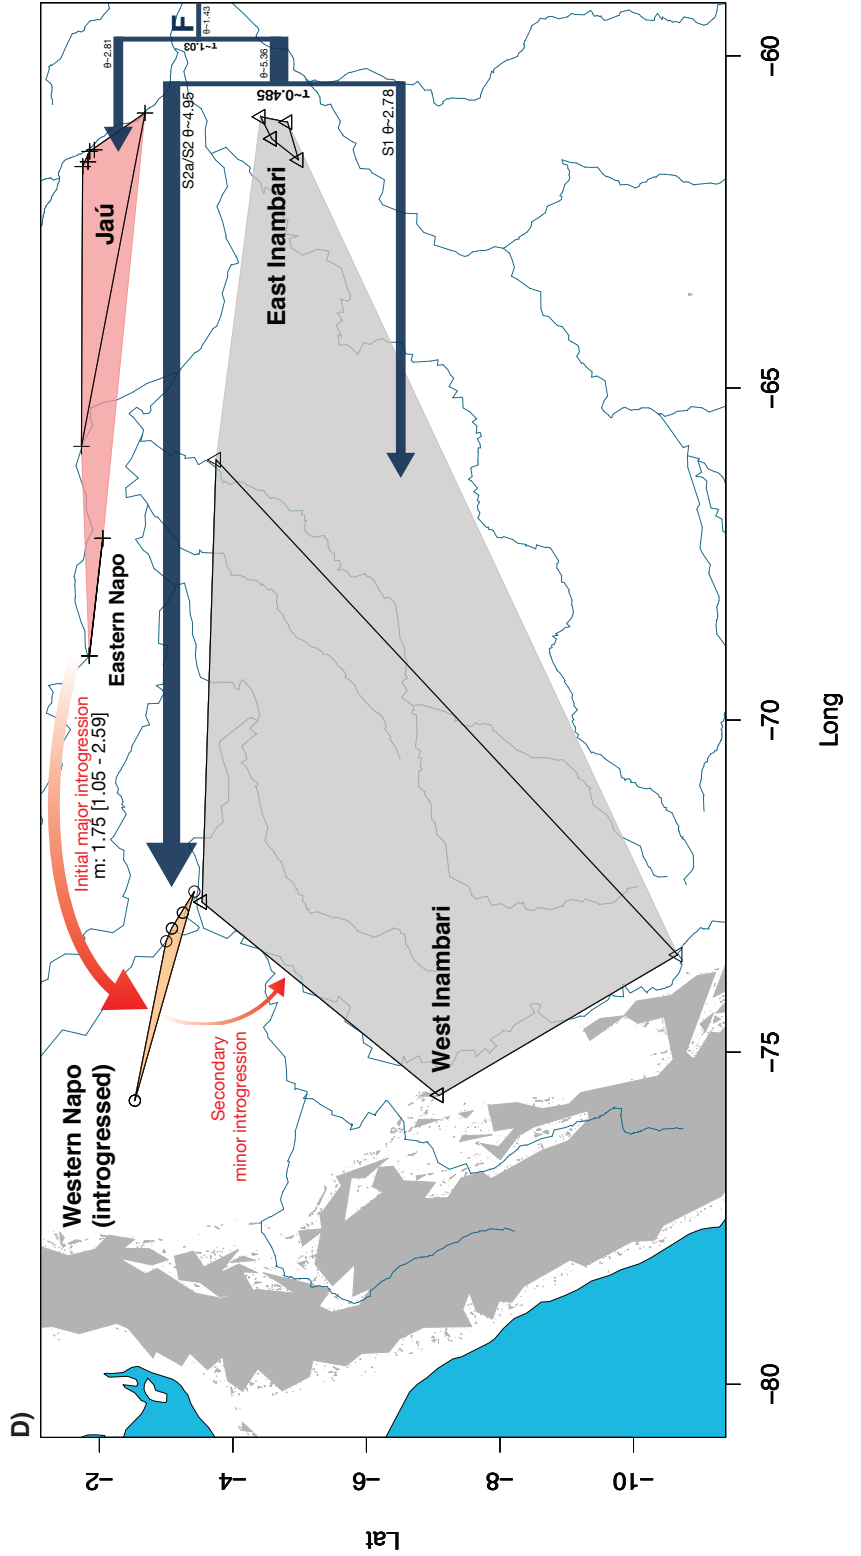 D)
F
θ~1.43
θ~2.81
τ~1.03
θ~5.36
S2a/S2 θ~4.95
τ~0.485
S1 θ~2.78
Jaú
East Inambari
Eastern Napo
Initial major introgression
m: 1.75 [1.05 - 2.59]
Western Napo
(introgressed)
Secondary
minor introgression
West Inambari
Lat
−2
−4
−6
−8
−10
−80
−75
−70
−65
−60
Long